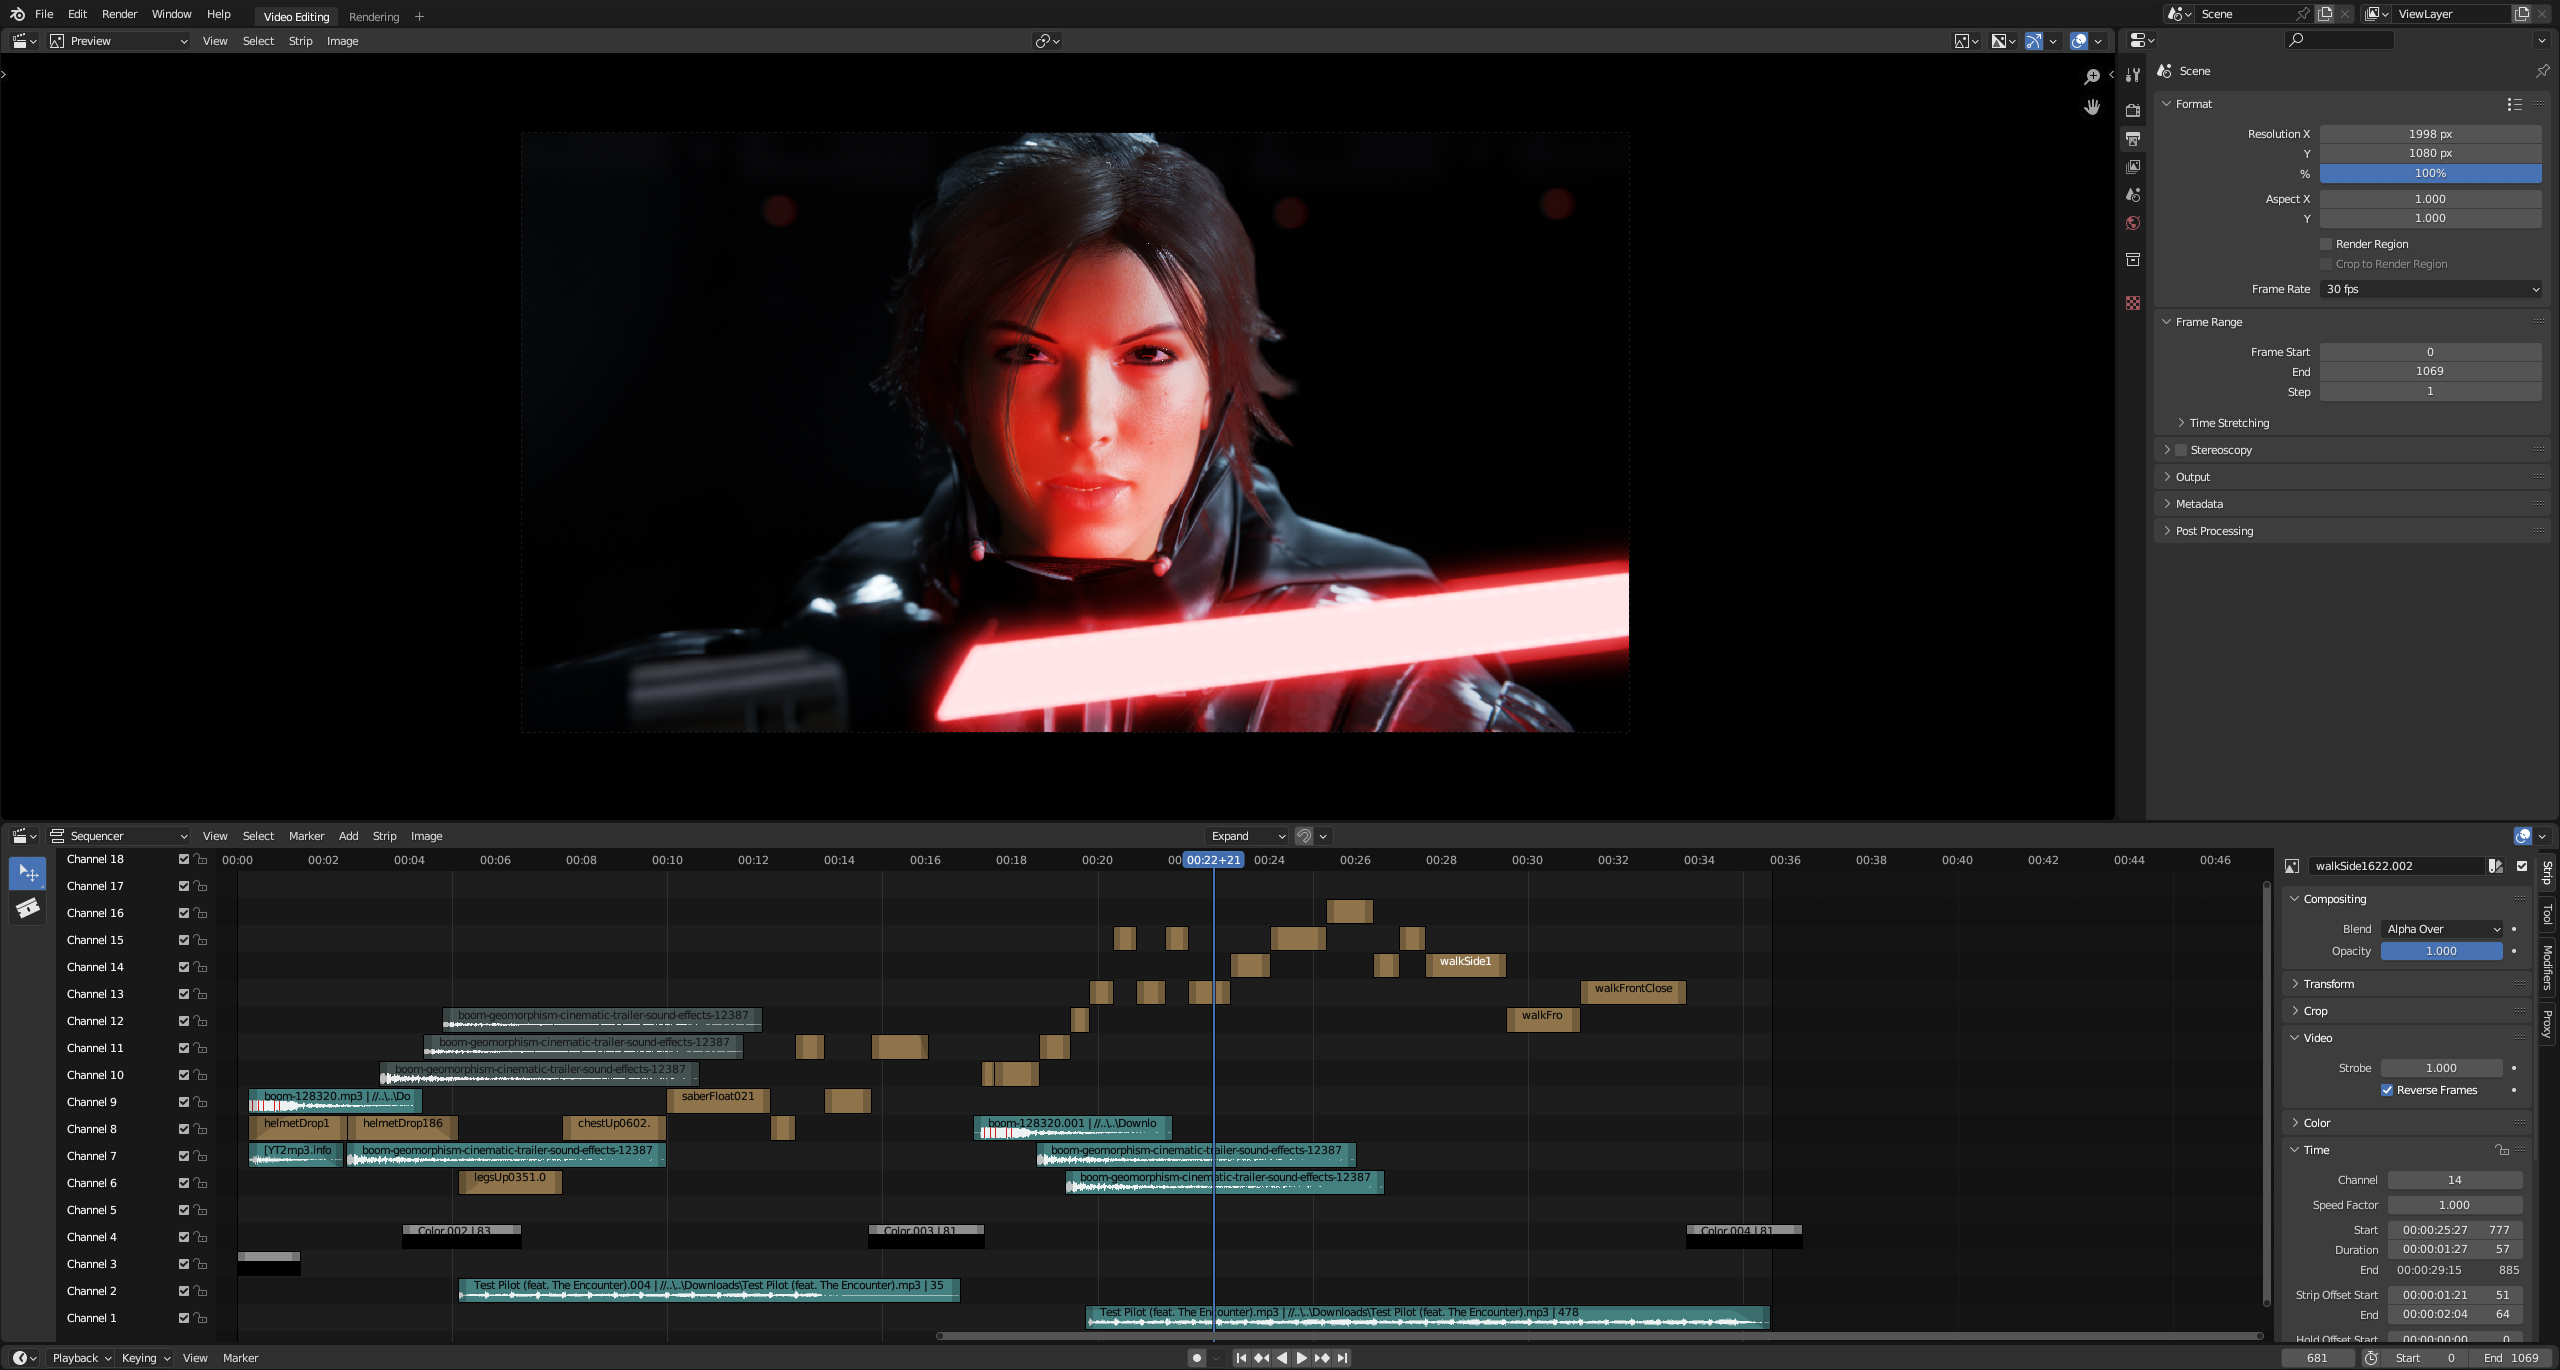 File Edit Render Window Help Video Editing Rendering + Scene ViewLayer
Preview View Select Strip Image
Scene
Format
Resolution X 1998 px
Y 1080 px
% 100%
Aspect X 1.000
Y 1.000
Render Region
Crop to Render Region
Frame Rate 30 fps
Frame Range
Frame Start 0
End 1069
Step 1
Time Stretching
Stereoscopy
Output
Metadata
Post Processing
Sequencer View Select Marker Add Strip Image Expand
00:00 00:02 00:04 00:06 00:08 00:10 00:12 00:14 00:16 00:18 00:20 00 00:22+21 00:24 00:26 00:28 00:30 00:32 00:34 00:36 00:38 00:40 00:42 00:44 00:46
Channel 18
Channel 17
Channel 16
Channel 15
Channel 14 walkSide1
Channel 13 walkFrontClose
Channel 12 boom-geomorphism-cinematic-trailer-sound-effects-12387 walkFro
Channel 11 boom-geomorphism-cinematic-trailer-sound-effects-12387
Channel 10 boom-geomorphism-cinematic-trailer-sound-effects-12387
Channel 9 boom-128320.mp3 | //..\..\Do saberFloat021
Channel 8 helmetDrop1 helmetDrop186 chestUp0602. boom-128320.001 | //..\..\Downlo
Channel 7 [YT2mp3.info boom-geomorphism-cinematic-trailer-sound-effects-12387 boom-geomorphism-cinematic-trailer-sound-effects-12387
Channel 6 legsUp0351.0 boom-geomorphism-cinematic-trailer-sound-effects-12387
Channel 5
Channel 4 Color.002 | 83 Color.003 | 81 Color.004 | 81
Channel 3
Channel 2 Test Pilot (feat. The Encounter).004 | //..\..\Downloads\Test Pilot (feat. The Encounter).mp3 | 35
Channel 1 Test Pilot (feat. The Encounter).mp3 | //..\..\Downloads\Test Pilot (feat. The Encounter).mp3 | 478
walkSide1622.002
Compositing
Blend Alpha Over
Opacity 1.000
Transform
Crop
Video
Strobe 1.000
Reverse Frames
Color
Time
Channel 14
Speed Factor 1.000
Start 00:00:25:27 777
Duration 00:00:01:27 57
End 00:00:29:15 885
Strip Offset Start 00:00:01:21 51
End 00:00:02:04 64
Hold Offset Start 00:00:00:00 0
Strip
Tool
Modifiers
Proxy
Playback Keying View Marker 681 Start 0 End 1069